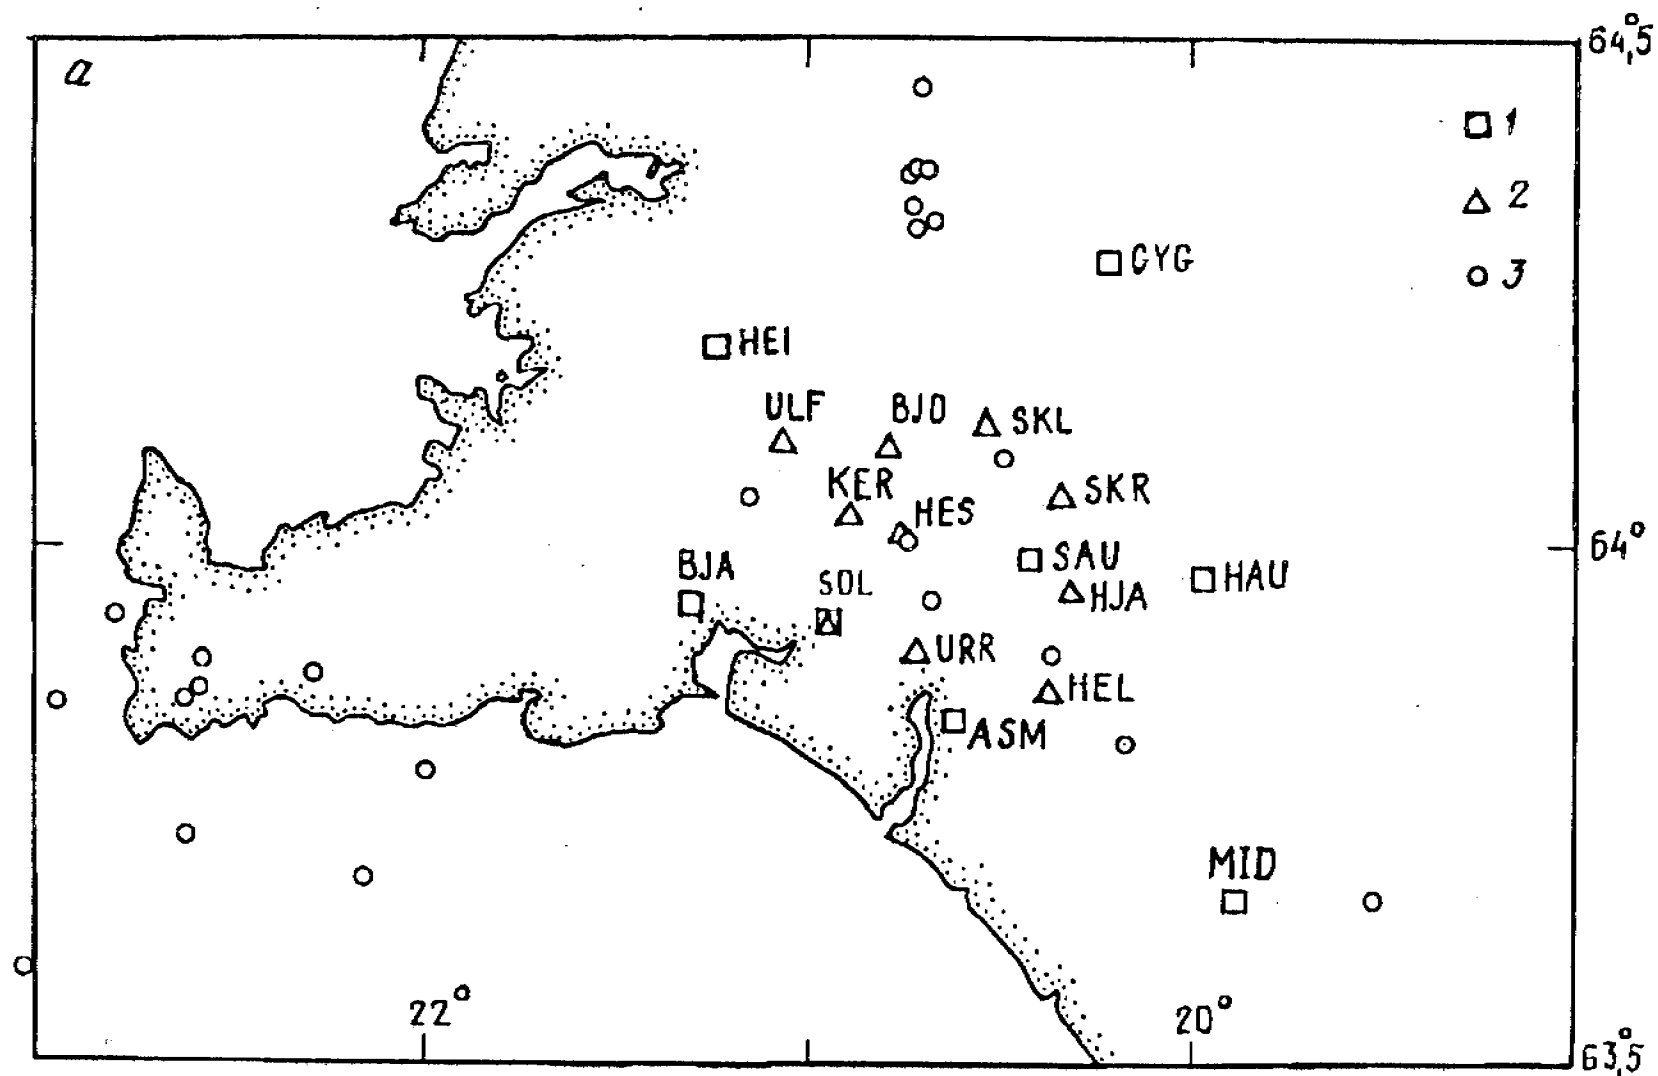 64,5°
a
1
2
3
GYG
HEI
ULF
BJO
SKL
KER
SKR
HES
64°
SAU
HAU
BJA
SOL
HJA
URR
HEL
ASM
MID
22°
20°
63,5°